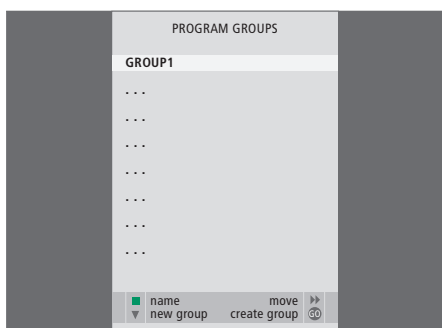 PROGRAM GROUPS
GROUP1
. . .
. . .
. . .
. . .
. . .
. . .
. . .
name move
new group create group GO